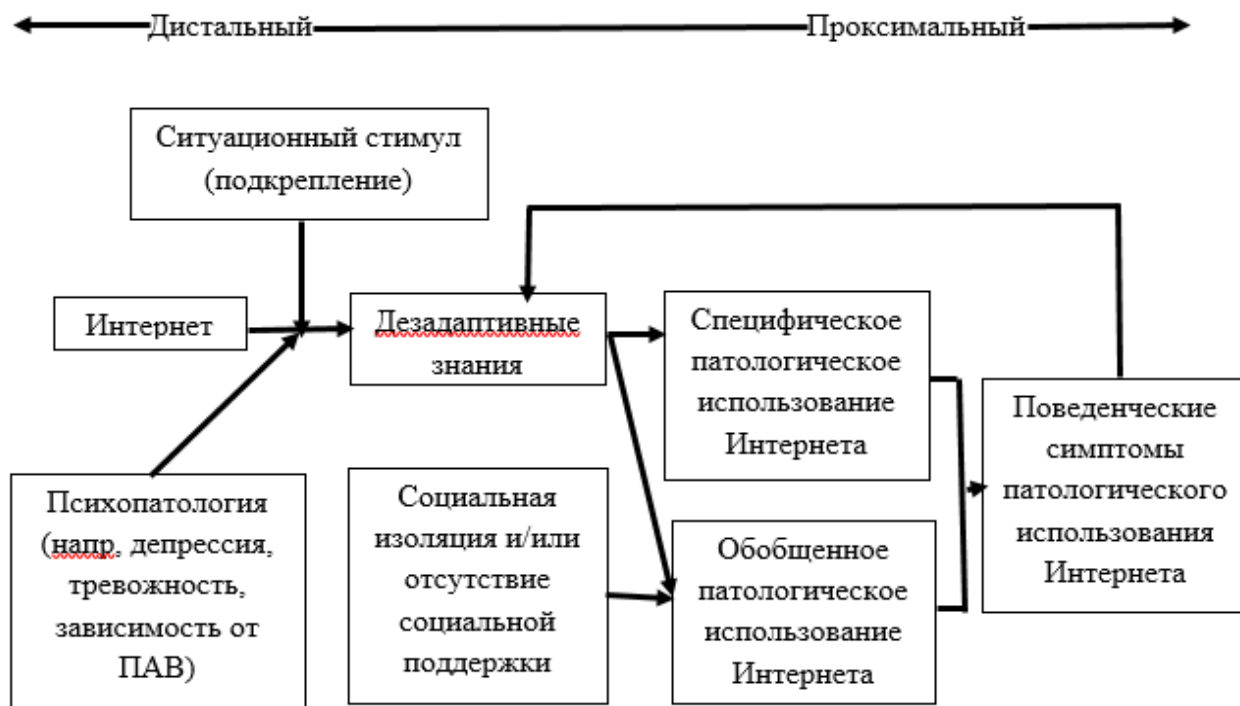 Дистальный
Проксимальный
Ситуационный стимул
(подкрепление)
Интернет
Дезадаптивные
знания
Специфическое
патологическое
использование
Интернета
Поведенческие
симптомы
патологического
использования
Интернета
Психопатология
(напр, депрессия,
тревожность,
зависимость от
ПАВ)
Социальная
изоляция и/или
отсутствие
социальной
поддержки
Обобщенное
патологическое
использование
Интернета